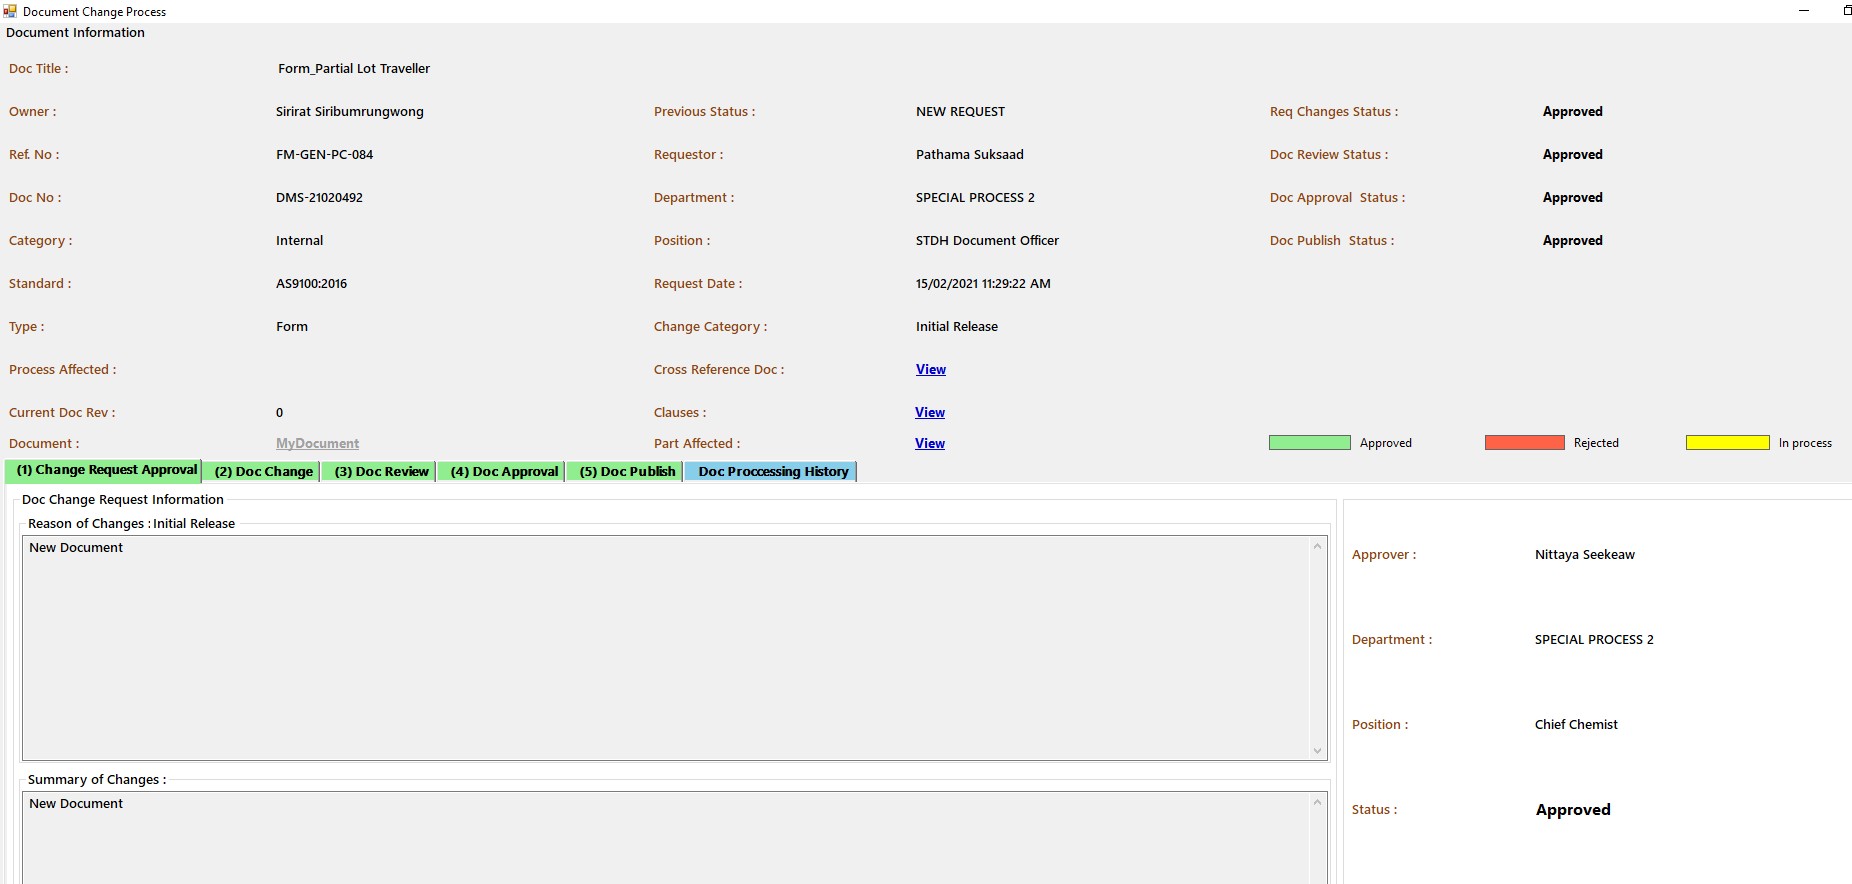 Document Change Process
Document Information
Doc Title : Form_Partial Lot Traveller
Owner : Sirirat Siribumrungwong Previous Status : NEW REQUEST Req Changes Status : Approved
Ref. No : FM-GEN-PC-084 Requestor : Pathama Suksaad Doc Review Status : Approved
Doc No : DMS-21020492 Department : SPECIAL PROCESS 2 Doc Approval Status : Approved
Category : Internal Position : STDH Document Officer Doc Publish Status : Approved
Standard : AS9100:2016 Request Date : 15/02/2021 11:29:22 AM
Type : Form Change Category : Initial Release
Process Affected : Cross Reference Doc : View
Current Doc Rev : 0 Clauses : View
Document : MyDocument Part Affected : View Approved Rejected In process
(1) Change Request Approval (2) Doc Change (3) Doc Review (4) Doc Approval (5) Doc Publish Doc Proccessing History
Doc Change Request Information
Reason of Changes : Initial Release
New Document
Approver : Nittaya Seekeaw
Department : SPECIAL PROCESS 2
Position : Chief Chemist
Summary of Changes :
New Document
Status : Approved